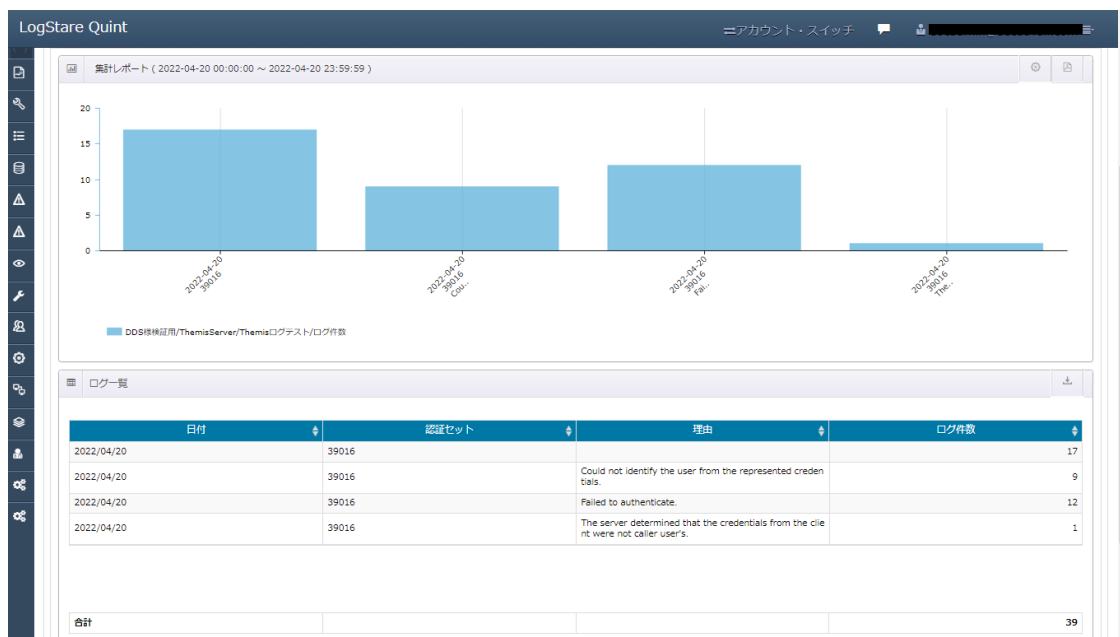 LogStare Quint
アカウント・スイッチ
集計レポート ( 2022-04-20 00:00:00 ～ 2022-04-20 23:59:59 )
20
15
10
5
0
2022-04-20
39016
2022-04-20
39016
Cou..
2022-04-20
39016
Fai..
2022-04-20
39016
The..
DDS様検証用/ThemisServer/Themisログテスト/ログ件数
ログ一覧
日付 認証セット 理由 ログ件数
2022/04/20 39016 17
2022/04/20 39016 Could not identify the user from the represented creden
tials. 9
2022/04/20 39016 Failed to authenticate. 12
2022/04/20 39016 The server determined that the credentials from the clie
nt were not caller user's. 1
合計 39